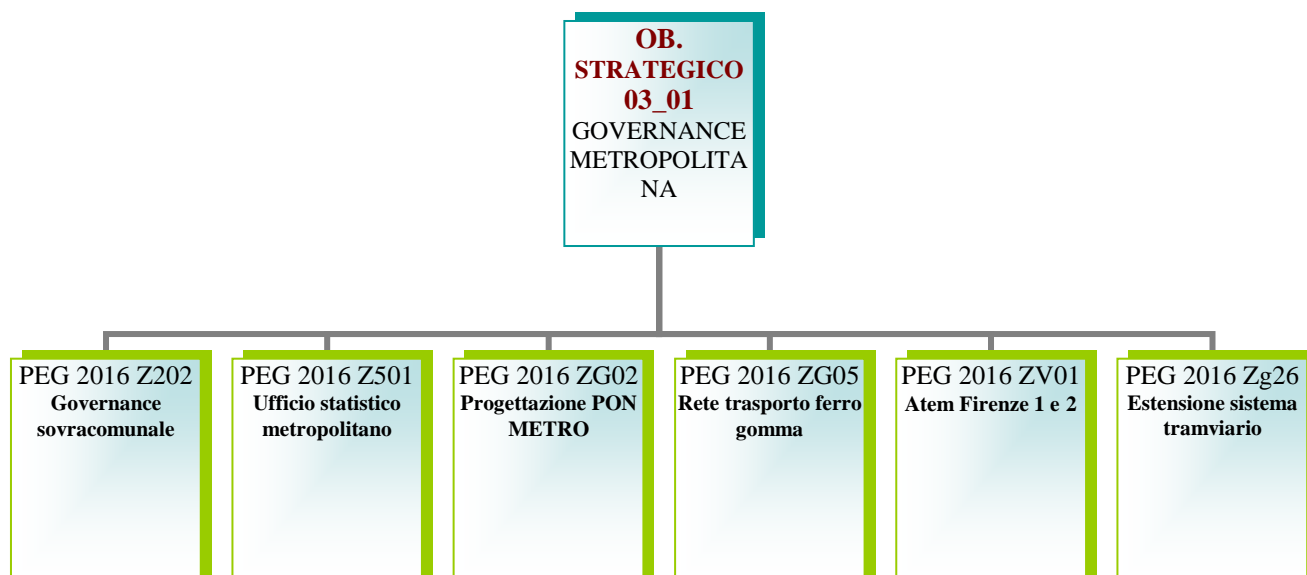 OB.
STRATEGICO
03_01
GOVERNANCE
METROPOLITA
NA
PEG 2016 Z202
Governance
sovracomunale
PEG 2016 Z501
Ufficio statistico
metropolitano
PEG 2016 ZG02
Progettazione PON
METRO
PEG 2016 ZG05
Rete trasporto ferro
gomma
PEG 2016 ZV01
Atem Firenze 1 e 2
PEG 2016 Zg26
Estensione sistema
tramviario